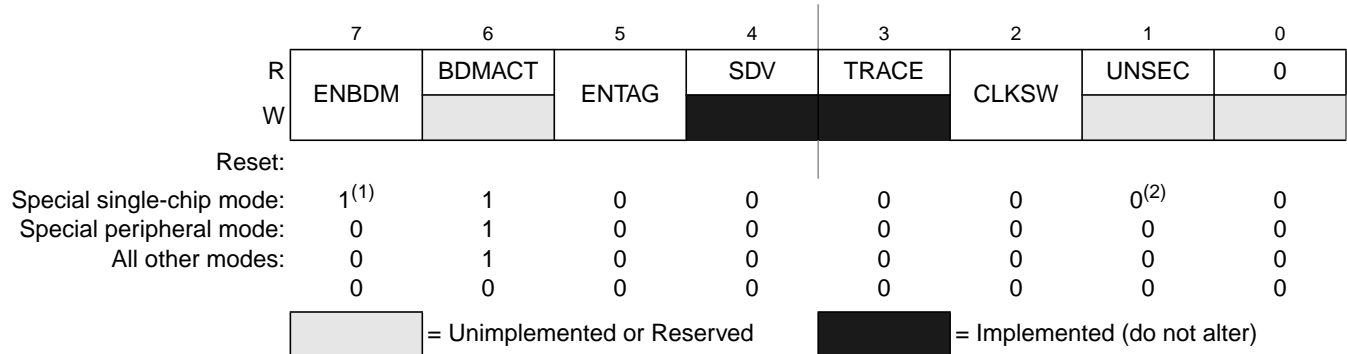 7 6 5 4 3 2 1 0
R ENBDM BDMACT ENTAG SDV TRACE CLKSW UNSEC 0
W
Reset:
Special single-chip mode: 1(1) 1 0 0 0 0 0(2) 0
Special peripheral mode: 0 1 0 0 0 0 0 0
All other modes: 0 1 0 0 0 0 0 0
0 0 0 0 0 0 0 0
= Unimplemented or Reserved = Implemented (do not alter)